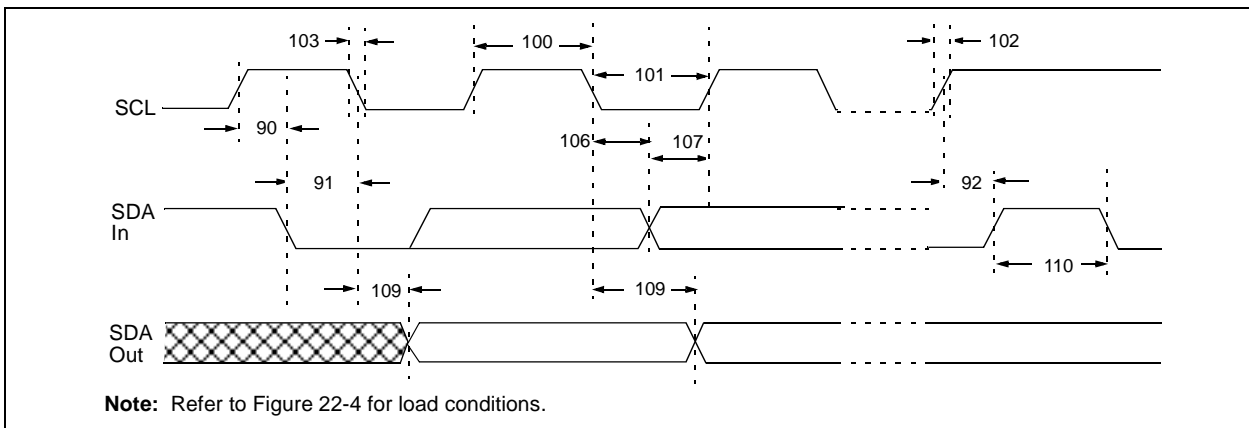 103
100
101
102
SCL
90
106
107
91
92
SDA
In
110
109
109
SDA
Out
Note: Refer to Figure 22-4 for load conditions.